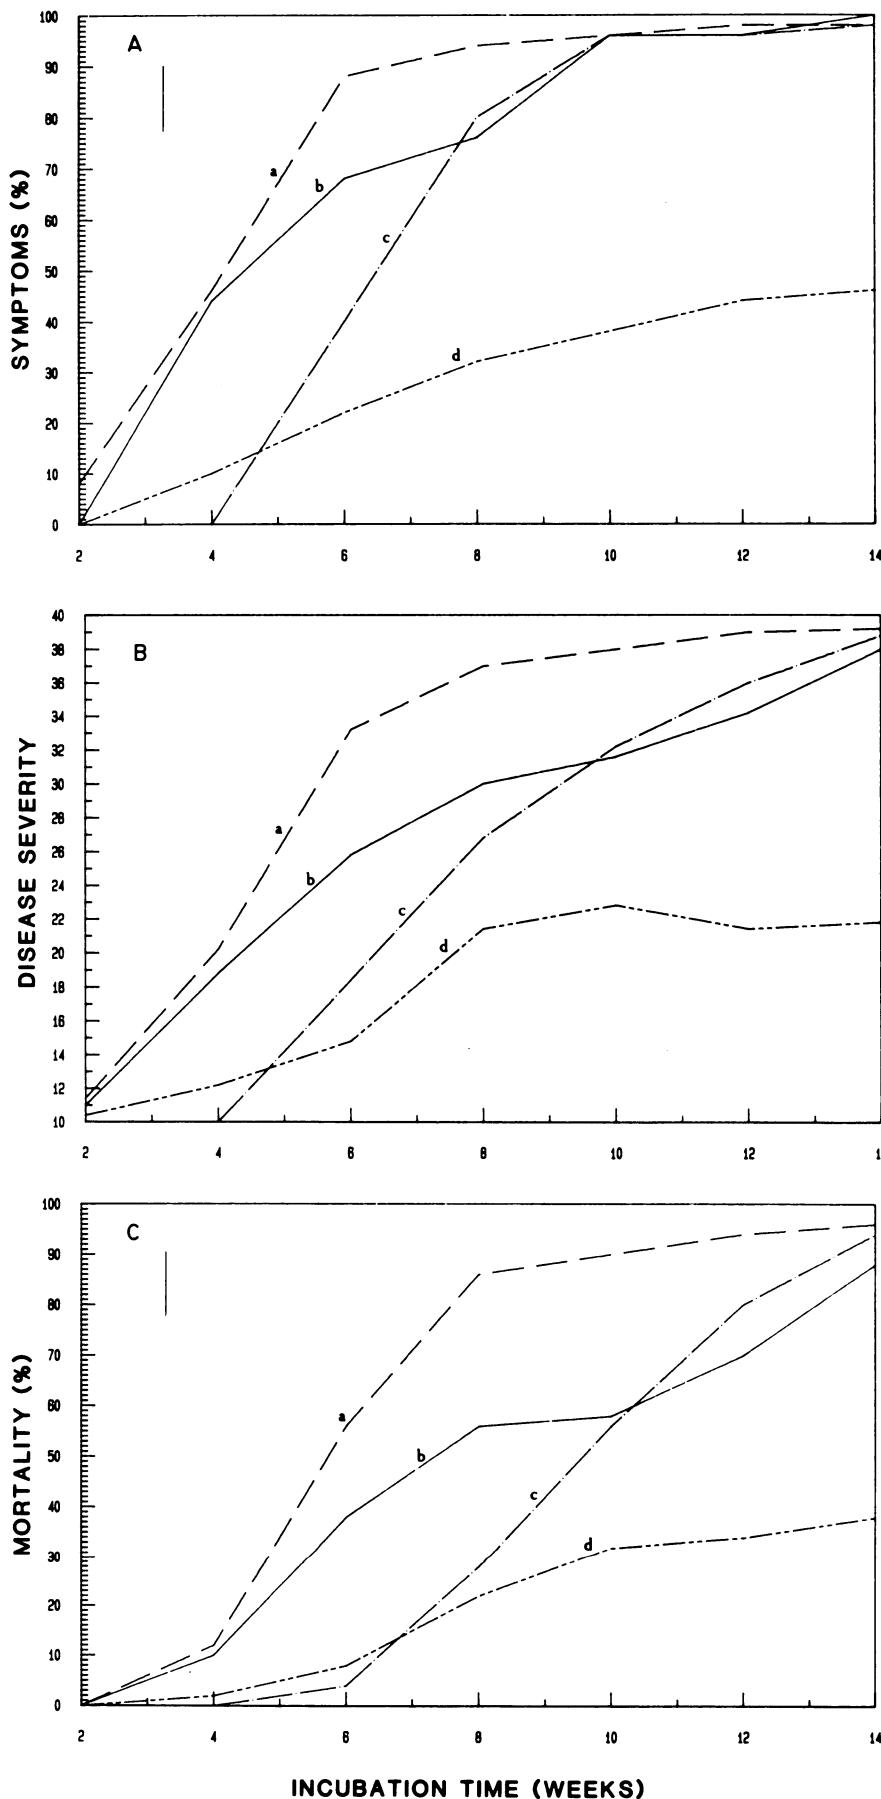 A
SYMPTOMS (%)
100
90
80
70
60
50
40
30
20
10
0
a
b
c
d
2 4 6 8 10 12 14
B
DISEASE SEVERITY
40
38
36
34
32
30
28
26
24
22
20
18
16
14
12
10
a
b
c
d
2 4 6 8 10 12 1
C
MORTALITY (%)
100
90
80
70
60
50
40
30
20
10
0
a
b
c
d
2 4 6 8 10 12 14
INCUBATION TIME (WEEKS)